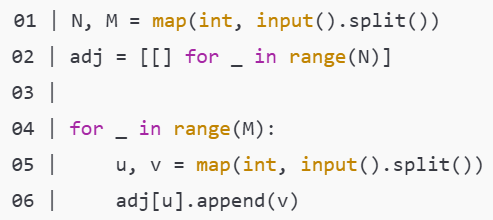 01 | N, M = map(int, input().split())
02 | adj = [[] for _ in range(N)]
03 |
04 | for _ in range(M):
05 |     u, v = map(int, input().split())
06 |     adj[u].append(v)